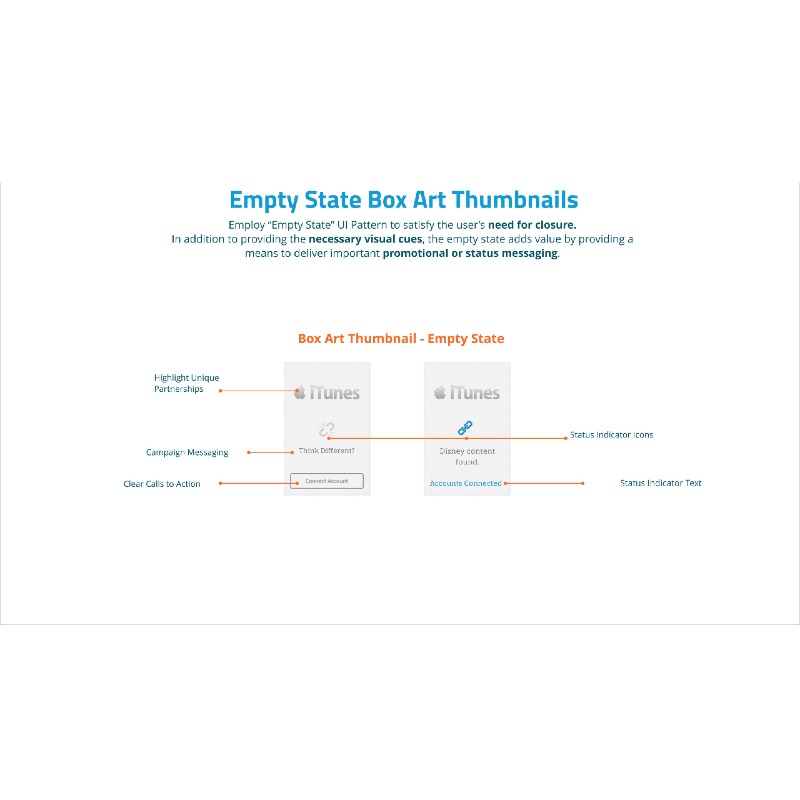 Empty State Box Art Thumbnails
Employ “Empty State” UI Pattern to satisfy the user’s need for closure.
In addition to providing the necessary visual cues, the empty state adds value by providing a
means to deliver important promotional or status messaging.
Box Art Thumbnail - Empty State
Highlight Unique
Partnerships
iTunes
Campaign Messaging
Think Different?
Clear Calls to Action
Connect Account
iTunes
Disney content
found.
Accounts Connected
Status Indicator Icons
Status Indicator Text